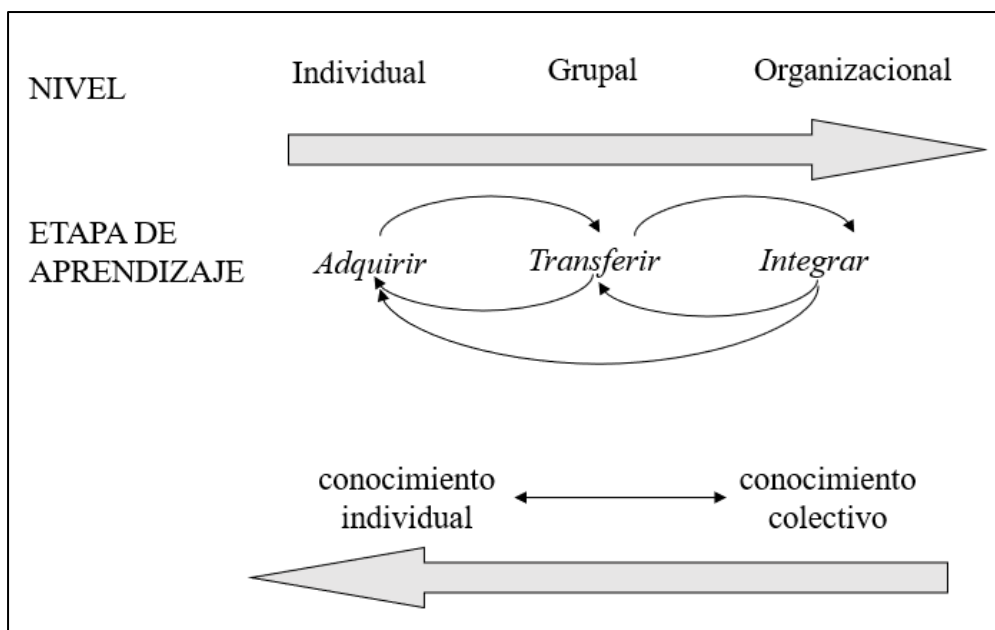 NIVEL
Individual
Grupal
Organizacional
ETAPA DE
APRENDIZAJE
Adquirir
Transferir
Integrar
conocimiento
individual
conocimiento
colectivo